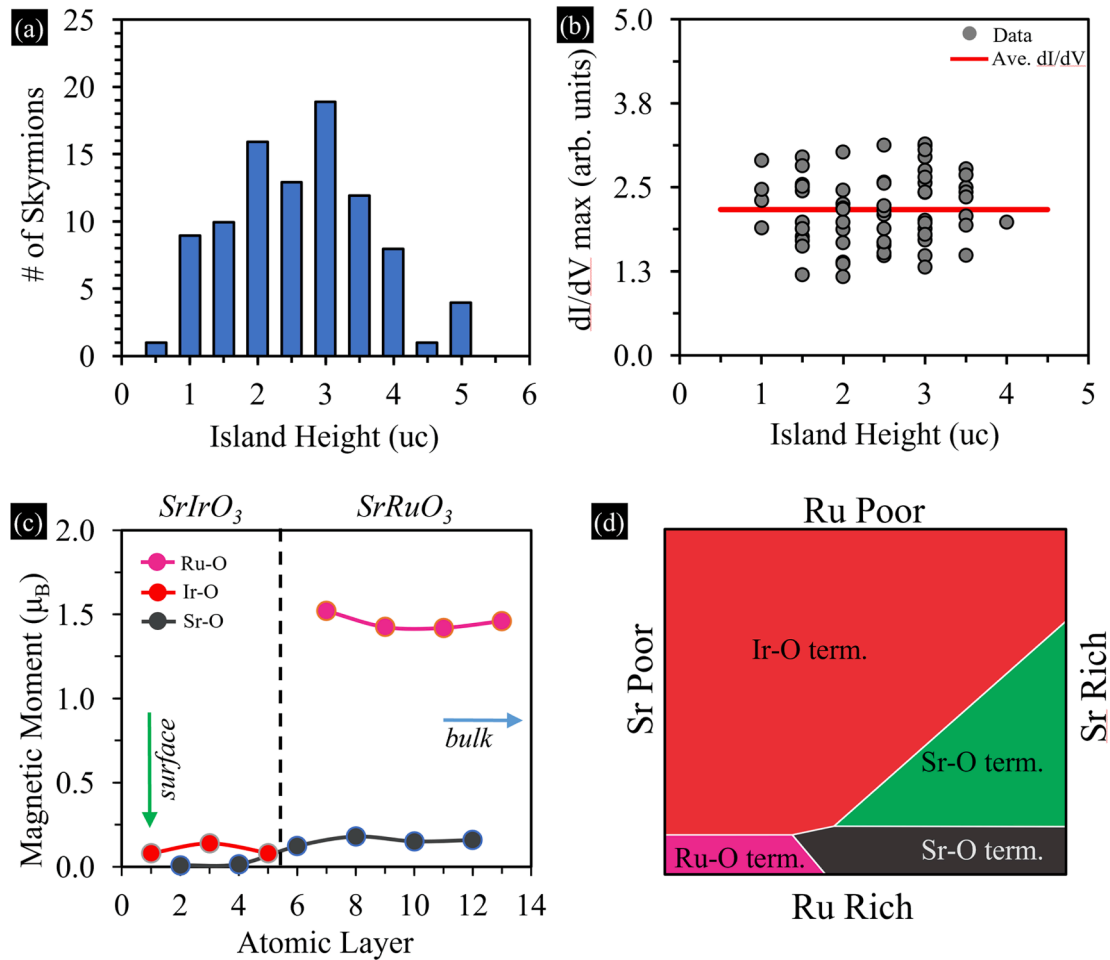 (a)
25
20
15
10
5
0
# of Skyrmions
0 1 2 3 4 5 6
Island Height (uc)
(b)
5.0
3.8
2.5
1.3
0.0
dI/dV max (arb. units)
Data
Ave. dI/dV
0 1 2 3 4 5
Island Height (uc)
(c)
SrIrO3 SrRuO3
2.0
1.5
1.0
0.5
0.0
Magnetic Moment (μB)
Ru-O
Ir-O
Sr-O
surface
bulk
0 2 4 6 8 10 12 14
Atomic Layer
(d)
Ru Poor
Sr Poor
Ir-O term.
Sr Rich
Sr-O term.
Ru-O term.
Sr-O term.
Ru Rich